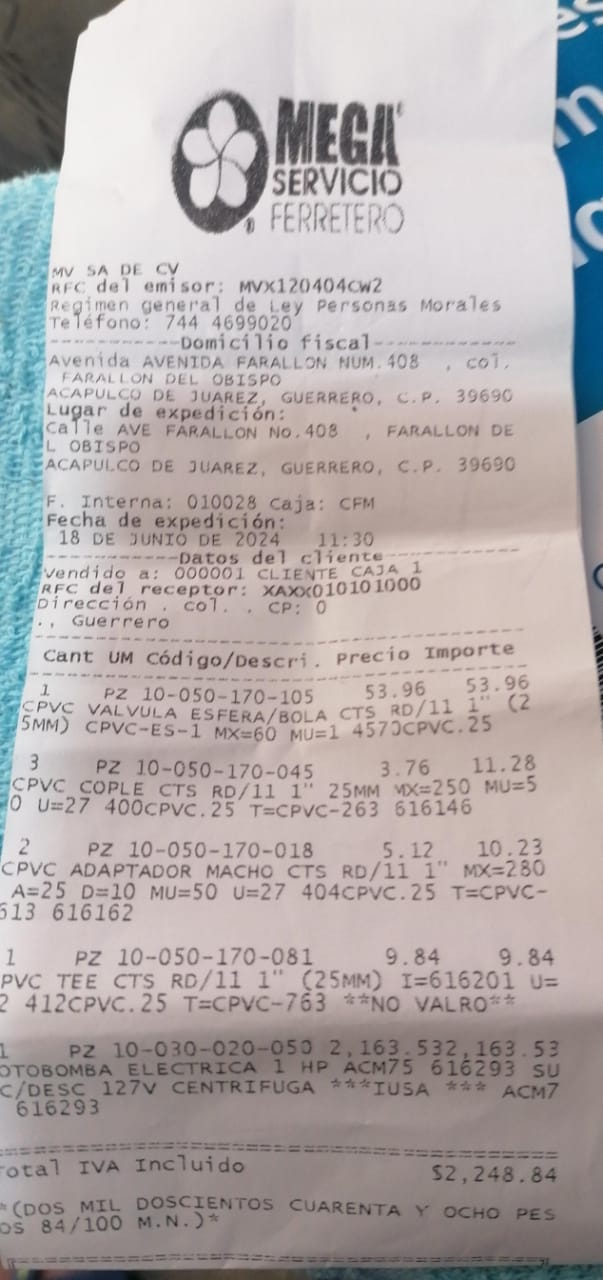 MEGA
SERVICIO
FERRETERO
MV SA DE CV
RFC del emisor: MVX120404CW2
Regimen general de Ley Personas Morales
Teléfono: 744 4699020
-----------Domicilio fiscal------------
Avenida AVENIDA FARALLON NUM.408 , col.
FARALLON DEL OBISPO
ACAPULCO DE JUAREZ, GUERRERO, C.P. 39690
Lugar de expedición:
Calle AVE FARALLON No.408 , FARALLON DE
L OBISPO
ACAPULCO DE JUAREZ, GUERRERO, C.P. 39690
F. Interna: 010028 Caja: CFM
Fecha de expedición:
18 DE JUNIO DE 2024 11:30
-----------Datos del cliente-----------
Vendido a: 000001 CLIENTE CAJA 1
RFC del receptor: XAXX010101000
Dirección . col. . CP: 0
., Guerrero
Cant UM Código/Descri. Precio Importe
1 PZ 10-050-170-105 53.96 53.96
CPVC VALVULA ESFERA/BOLA CTS RD/11 1" (2
5MM) CPVC-ES-1 MX=60 MU=1 457OCPVC.25
3 PZ 10-050-170-045 3.76 11.28
CPVC COPLE CTS RD/11 1" 25MM MX=250 MU=5
0 U=27 400CPVC.25 T=CPVC-263 616146
2 PZ 10-050-170-018 5.12 10.23
CPVC ADAPTADOR MACHO CTS RD/11 1" MX=280
A=25 D=10 MU=50 U=27 404CPVC.25 T=CPVC-
613 616162
1 PZ 10-050-170-081 9.84 9.84
PVC TEE CTS RD/11 1" (25MM) I=616201 U=
2 412CPVC.25 T=CPVC-763 **NO VALRO**
1 PZ 10-030-020-050 2,163.532,163.53
OTOBOMBA ELECTRICA 1 HP ACM75 616293 SU
C/DESC 127V CENTRIFUGA ***IUSA *** ACM7
616293
Total IVA Incluido $2,248.84
*(DOS MIL DOSCIENTOS CUARENTA Y OCHO PES
OS 84/100 M.N.)*